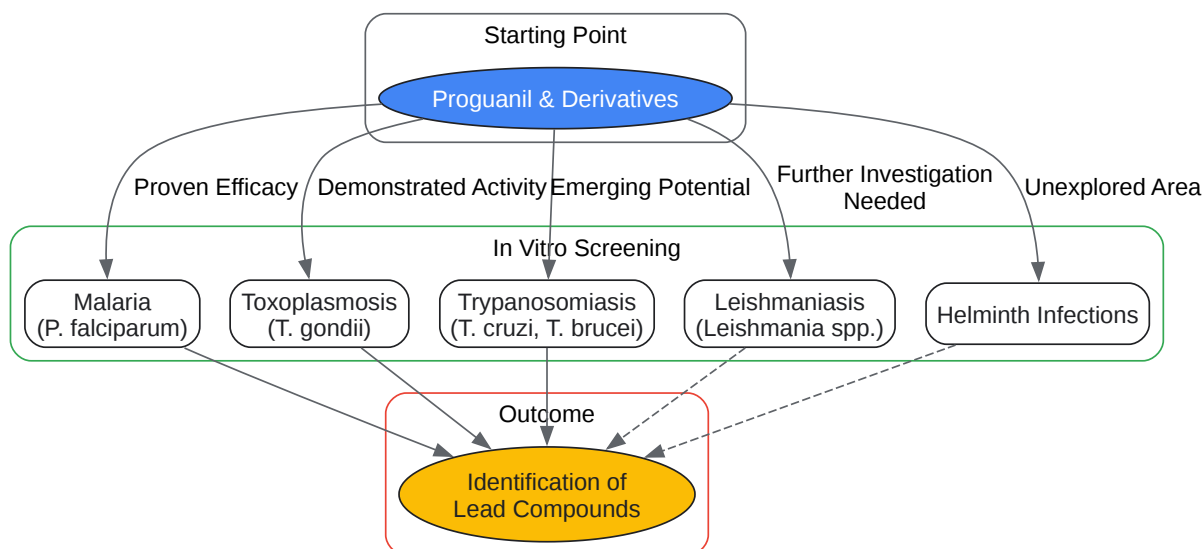 Starting Point
Proguanil & Derivatives
Proven Efficacy
Demonstrated Activity
Emerging Potential
Further Investigation
Needed
Unexplored Area
In Vitro Screening
Malaria
(P. falciparum)
Toxoplasmosis
(T. gondii)
Trypanosomiasis
(T. cruzi, T. brucei)
Leishmaniasis
(Leishmania spp.)
Helminth Infections
Outcome
Identification of
Lead Compounds